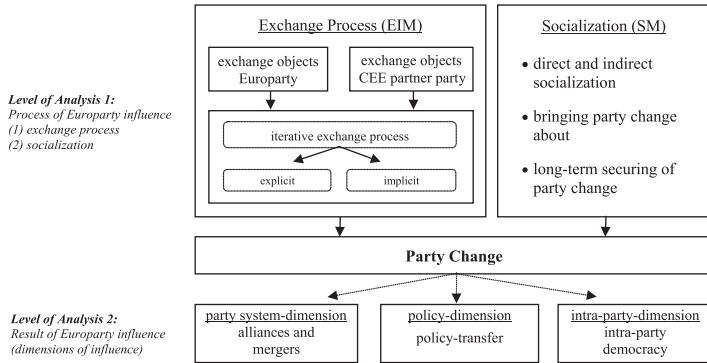 Exchange Process (EIM)
exchange objects
Europarty
exchange objects
CEE partner party
iterative exchange process
explicit
implicit
Socialization (SM)
• direct and indirect
socialization
• bringing party change
about
• long-term securing of
party change
Level of Analysis 1:
Process of Europarty influence
(1) exchange process
(2) socialization
Party Change
Level of Analysis 2:
Result of Europarty influence
(dimensions of influence)
party system-dimension
alliances and
mergers
policy-dimension
policy-transfer
intra-party-dimension
intra-party
democracy